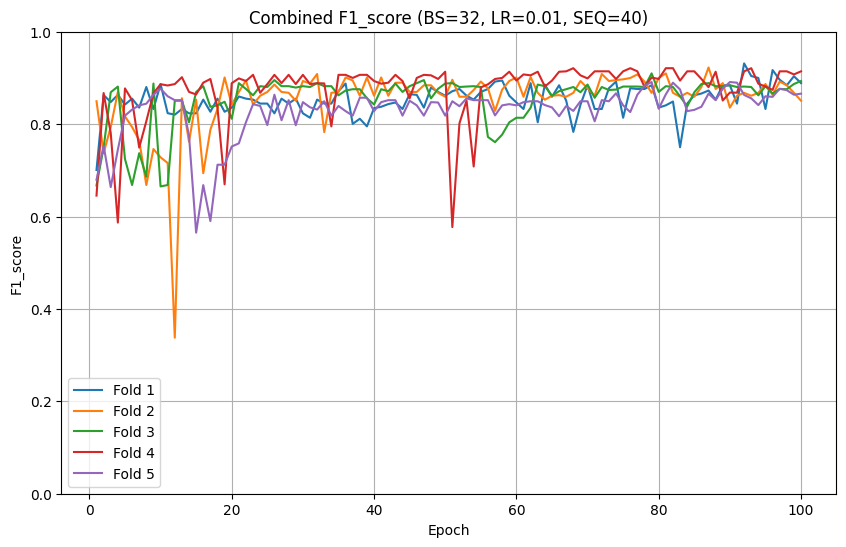 Combined F1_score (BS=32, LR=0.01, SEQ=40)
1.0
0.8
0.6
0.4
0.2
0.0
F1_score
Fold 1
Fold 2
Fold 3
Fold 4
Fold 5
0 20 40 60 80 100
Epoch